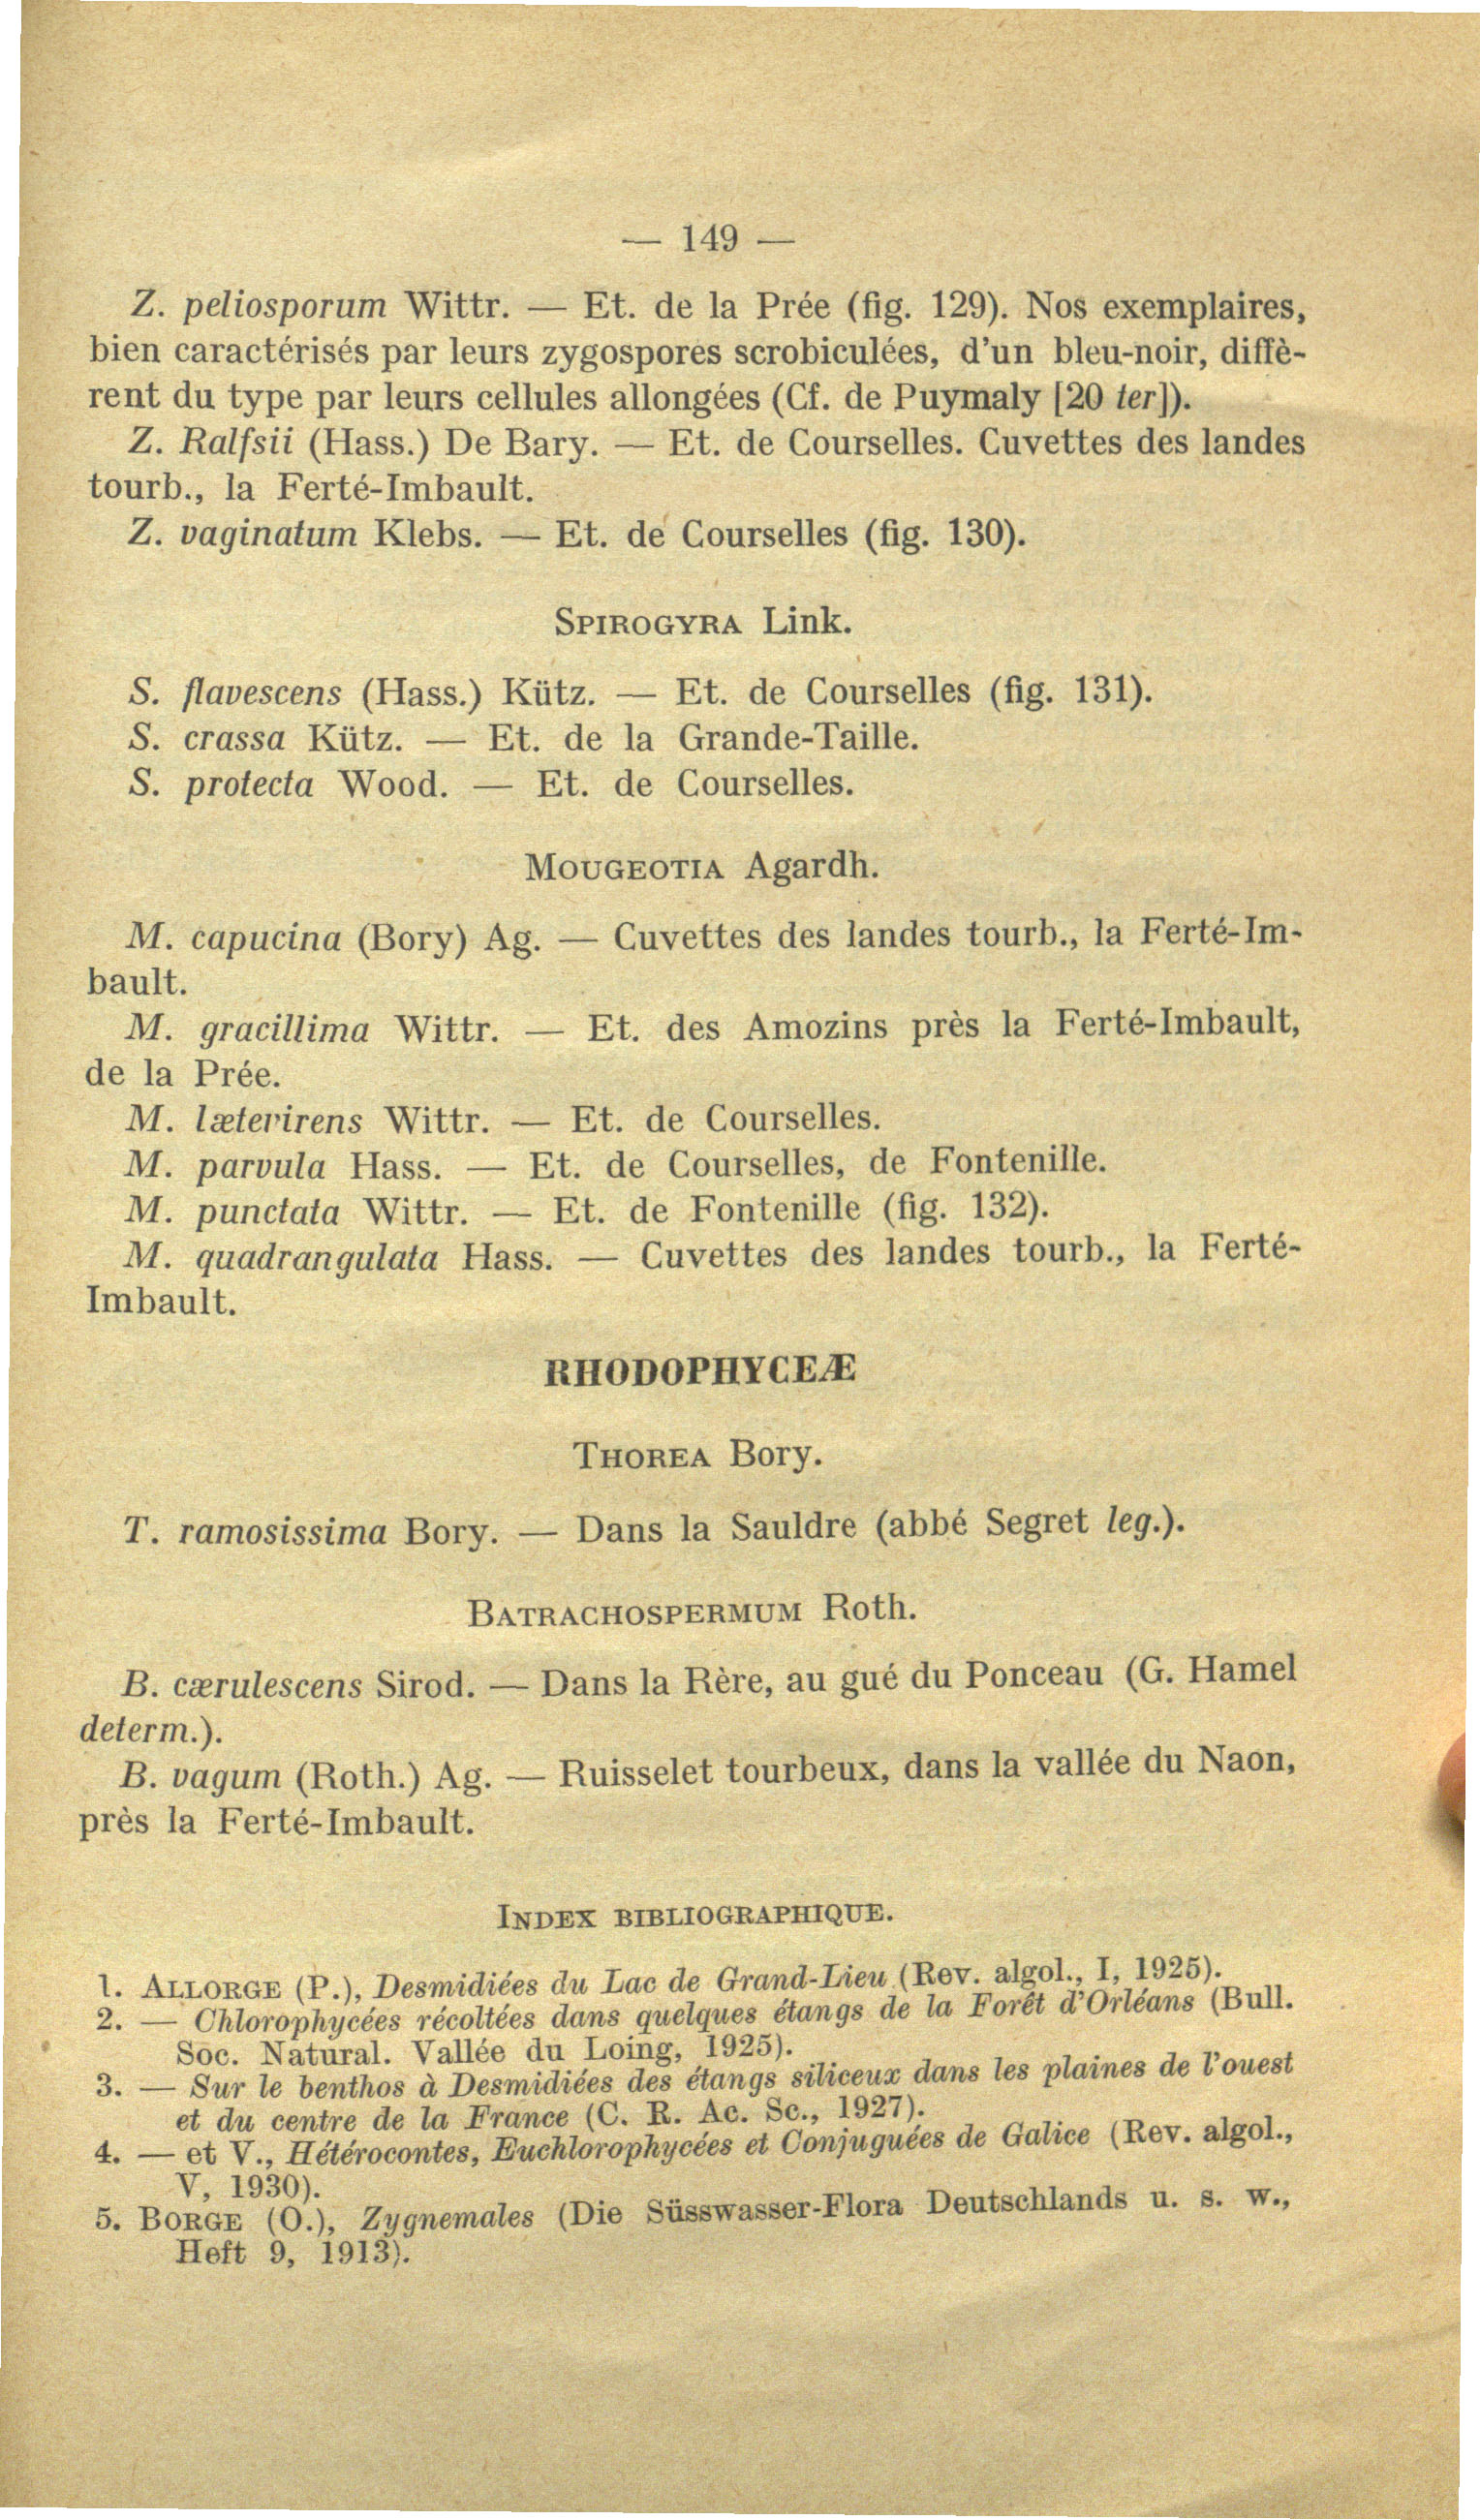 — 149 —
Z. peliosporum Wittr. — Et. de la Prée (fig. 129). Nos exemplaires,
bien caractérisés par leurs zygospores scrobiculées, d'un bleu-noir, diffè-
rent du type par leurs cellules allongées (Cf. de Puymaly [20 ter]).
Z. Ralfsii (Hass.) De Bary. — Et. de Courselles. Cuvettes des landes
tourb., la Ferté-Imbault.
Z. vaginatum Klebs. — Et. de Courselles (fig. 130).
SPIROGYRA Link.
S. flavescens (Hass.) Kütz. — Et. de Courselles (fig. 131).
S. crassa Kütz. — Et. de la Grande-Taille.
S. protecta Wood. — Et. de Courselles.
MOUGEOTIA Agardh.
M. capucina (Bory) Ag. — Cuvettes des landes tourb., la Ferté-Im-
bault.
M. gracillima Wittr. — Et. des Amozins près la Ferté-Imbault,
de la Prée.
M. lætevirens Wittr. — Et. de Courselles.
M. parvula Hass. — Et. de Courselles, de Fontenille.
M. punctata Wittr. — Et. de Fontenille (fig. 132).
M. quadrangulata Hass. — Cuvettes des landes tourb., la Ferté-
Imbault.
RHODOPHYCEÆ
THOREA Bory.
T. ramosissima Bory. — Dans la Sauldre (abbé Segret leg.).
BATRACHOSPERMUM Roth.
B. cærulescens Sirod. — Dans la Rère, au gué du Ponceau (G. Hamel
determ.).
B. vagum (Roth.) Ag. — Ruisselet tourbeux, dans la vallée du Naon,
près la Ferté-Imbault.
INDEX BIBLIOGRAPHIQUE.
1. ALLORGE (P.), Desmidiées du Lac de Grand-Lieu (Rev. algol., I, 1925).
2. — Chlorophycées récoltées dans quelques étangs de la Forêt d'Orléans (Bull.
Soc. Natural. Vallée du Loing, 1925).
3. — Sur le benthos à Desmidiées des étangs siliceux dans les plaines de l'ouest
et du centre de la France (C. R. Ac. Sc., 1927).
4. — et V., Hétérocontes, Euchlorophycées et Conjuguées de Galice (Rev. algol.,
V, 1930).
5. BORGE (O.), Zygnemales (Die Süsswasser-Flora Deutschlands u. s. w.,
Heft 9, 1913).